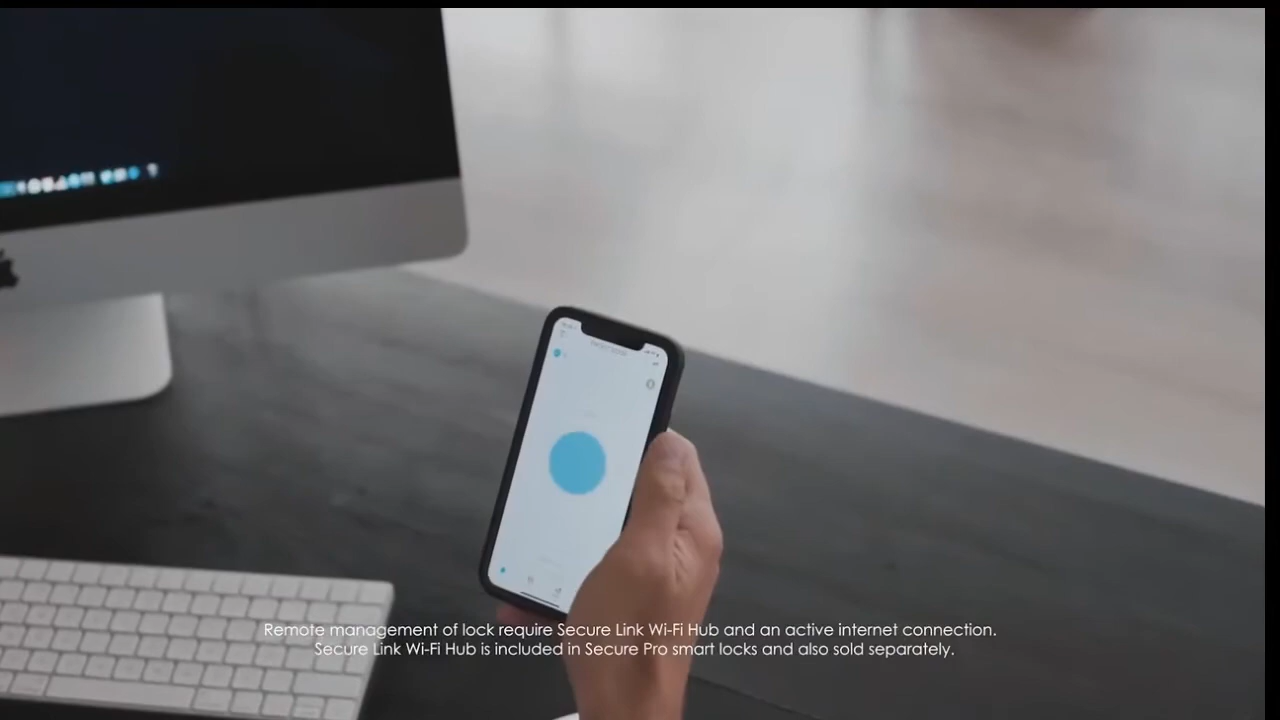 Remote management of lock require Secure Link Wi-Fi Hub and an active internet connection.
Secure Link Wi-Fi Hub is included in Secure Pro smart locks and also sold separately.